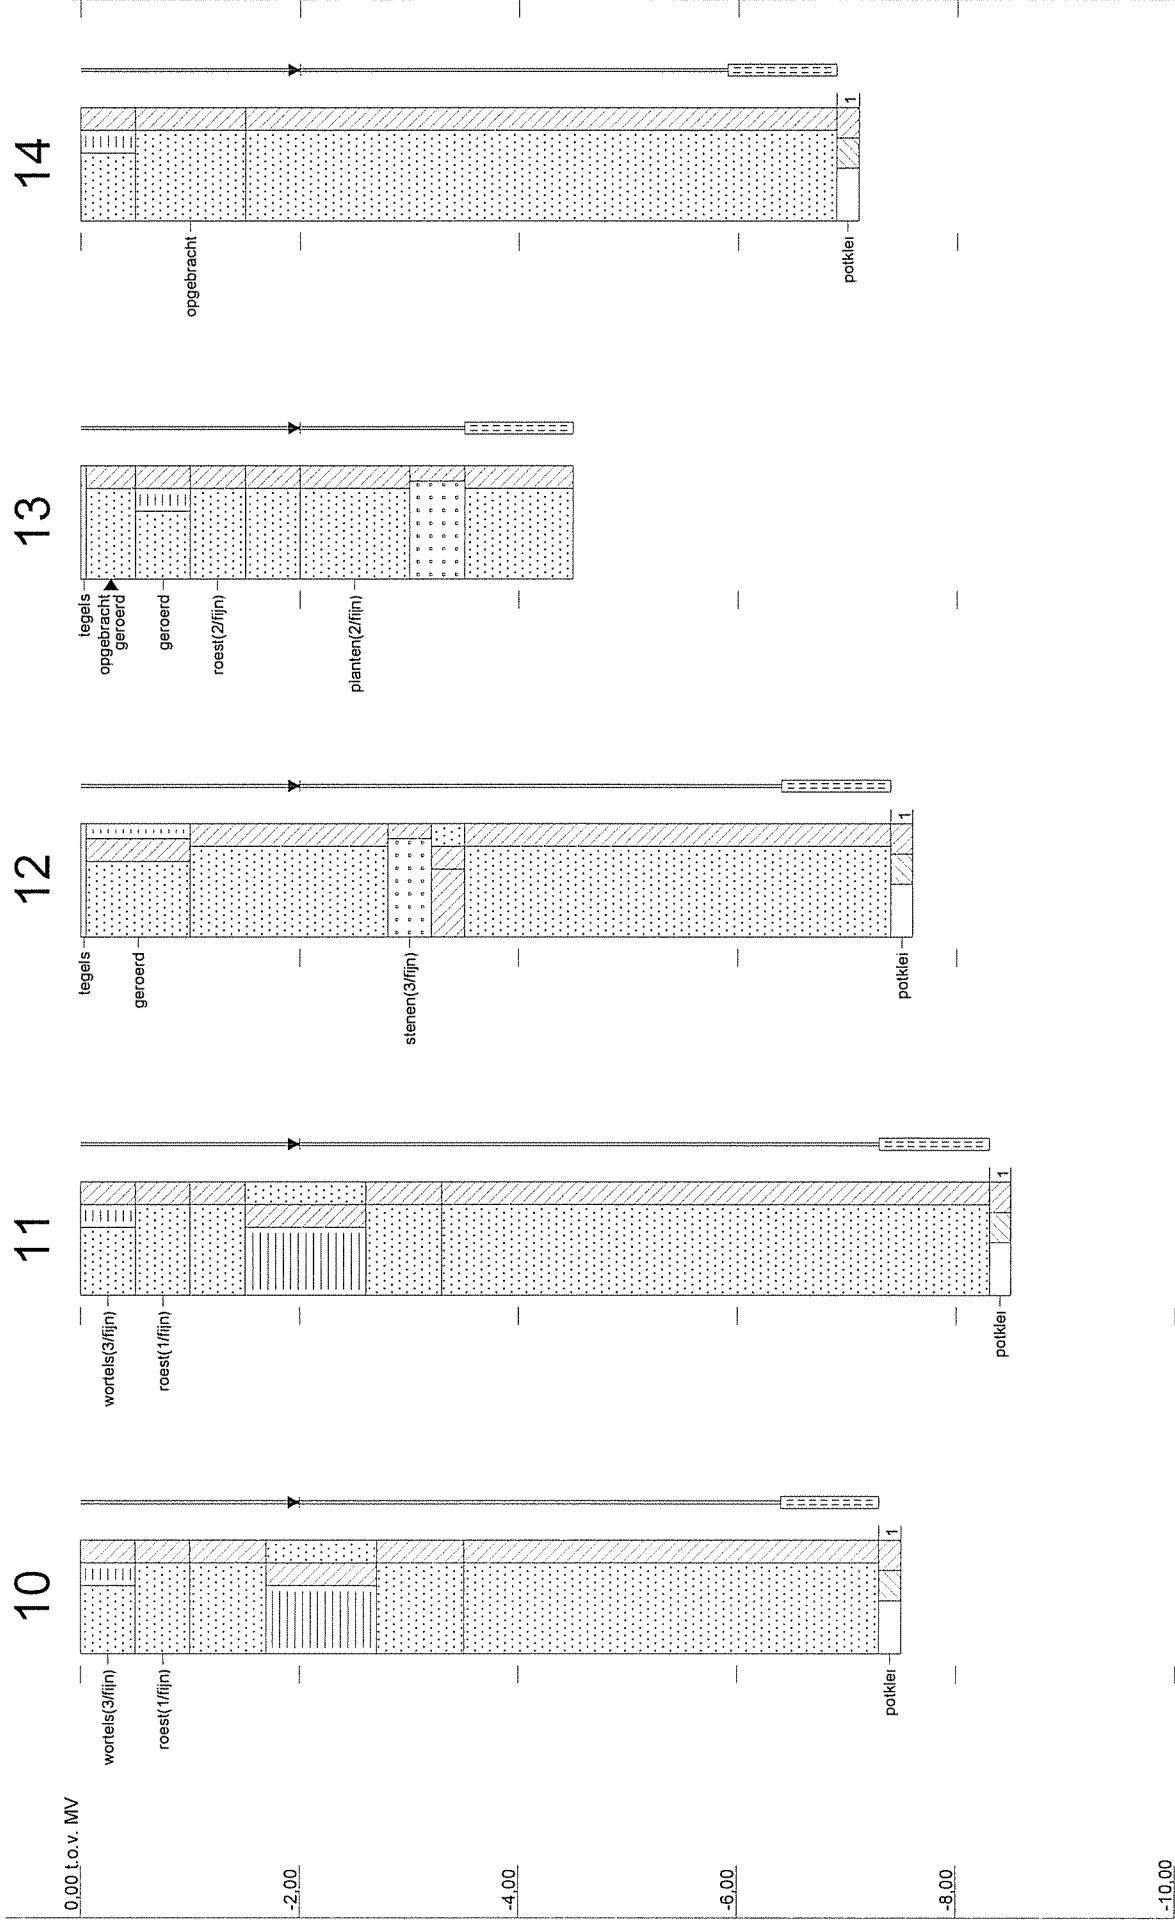 0,00 t.o.v. MV
-2,00
-4,00
-6,00
-8,00
-10,00
10
wortels(3/fijn)
roest(1/fijn)
potklei
1
11
wortels(3/fijn)
roest(1/fijn)
potklei
1
12
tegels
geroerd
stenen(3/fijn)
potklei
1
13
tegels
opgebracht
geroerd
geroerd
roest(2/fijn)
planten(2/fijn)
14
opgebracht
potklei
1